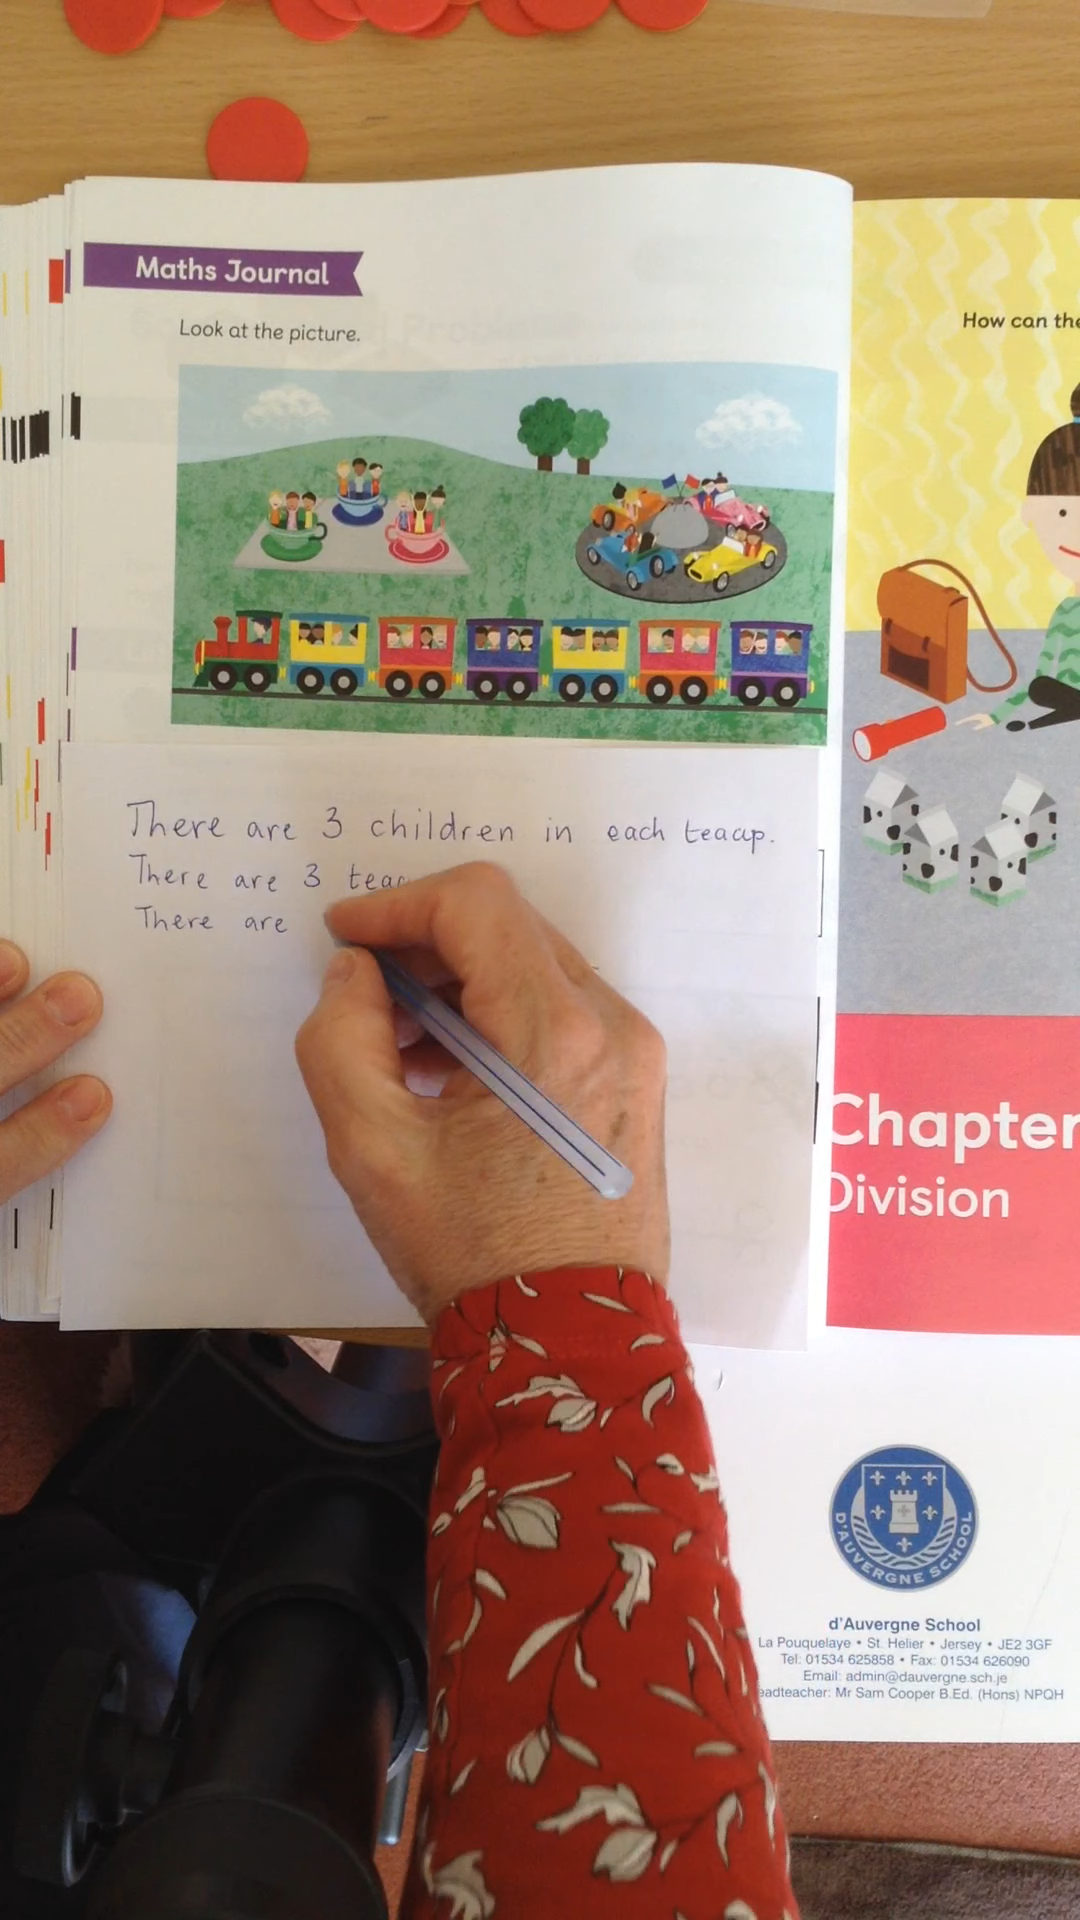 Maths Journal
Look at the picture.
There are 3 children in each teacup.
There are 3
There are
How can
Chapter
Division
D'AUVERGNE SCHOOL
d'Auvergne School
La Pouquelaye • St. Helier • Jersey • JE2 3GF
Tel: 01534 625858 • Fax: 01534 626090
Email: admin@dauvergne.sch.je
Mr Sam Cooper B.Ed. (Hons) NPQH